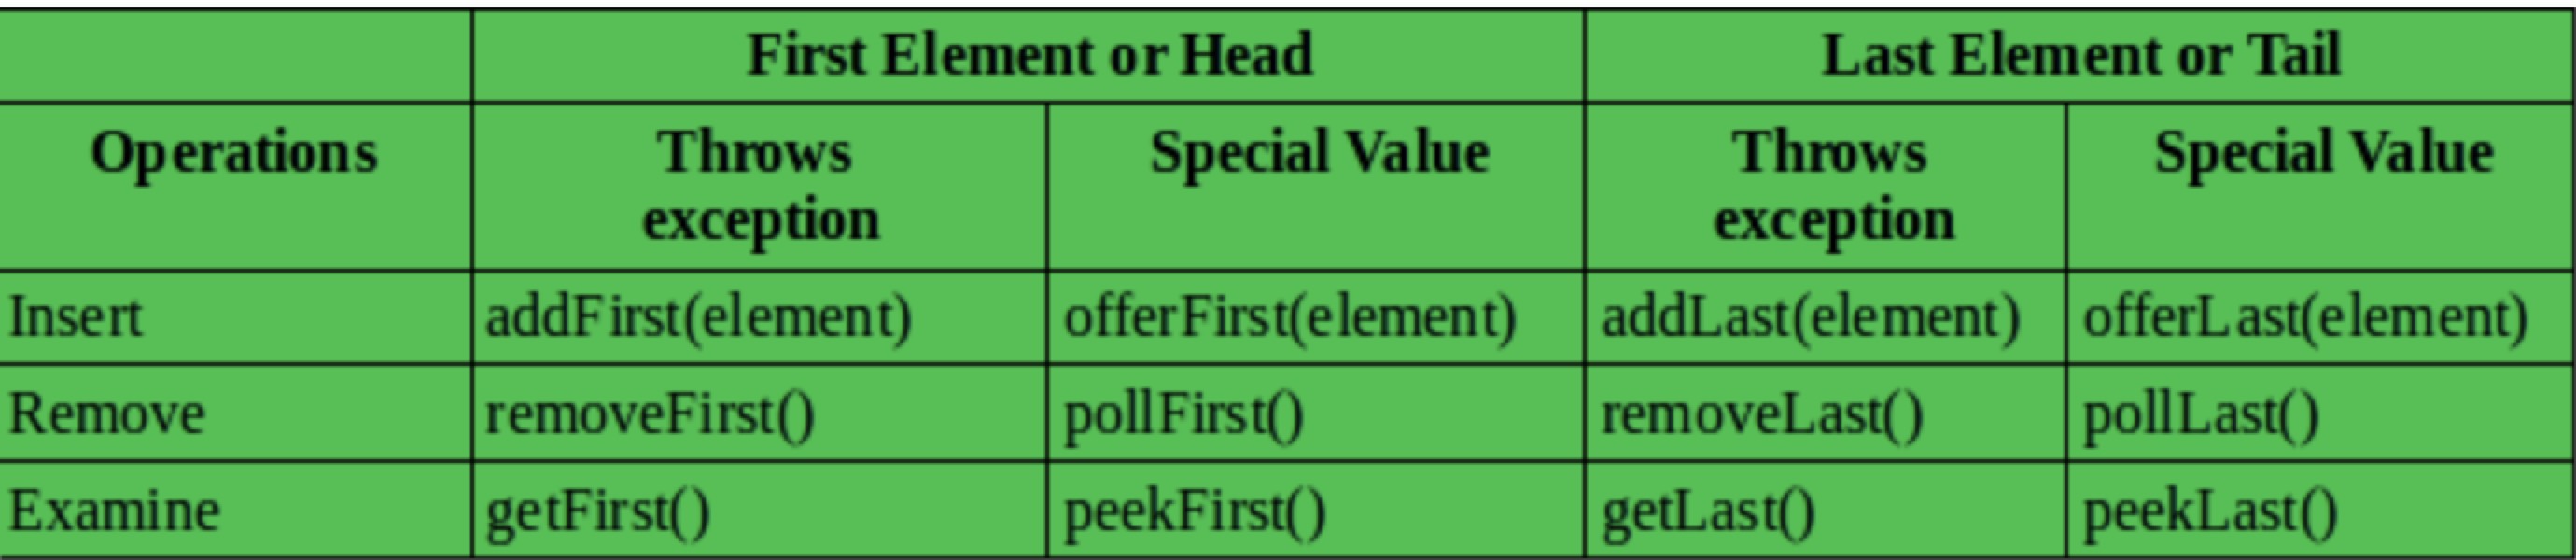 First Element or Head Last Element or Tail
Operations Throws exception Special Value Throws exception Special Value
Insert addFirst(element) offerFirst(element) addLast(element) offerLast(element)
Remove removeFirst() pollFirst() removeLast() pollLast()
Examine getFirst() peekFirst() getLast() peekLast()